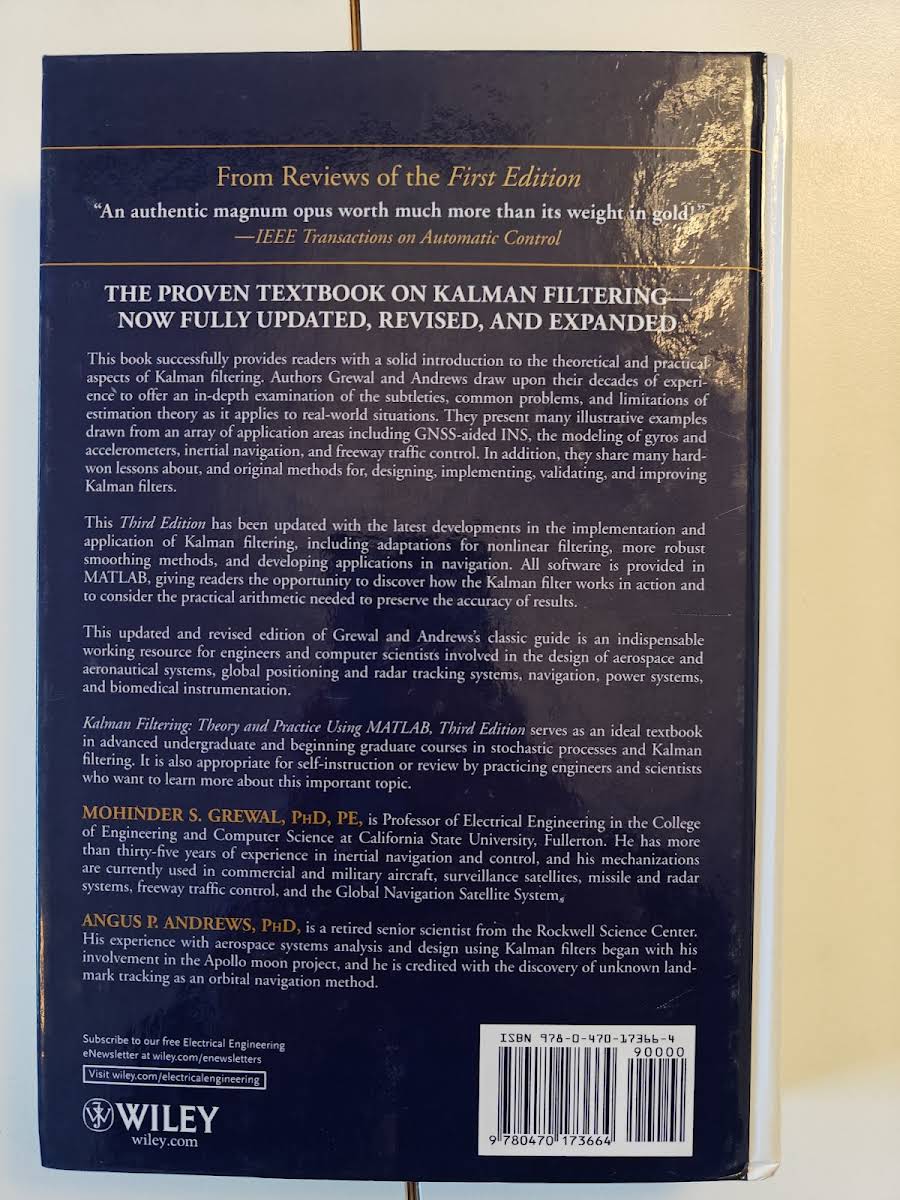 From Reviews of the First Edition
“An authentic magnum opus worth much more than its weight in gold!”
—IEEE Transactions on Automatic Control
THE PROVEN TEXTBOOK ON KALMAN FILTERING—
NOW FULLY UPDATED, REVISED, AND EXPANDED
This book successfully provides readers with a solid introduction to the theoretical and practical
aspects of Kalman filtering. Authors Grewal and Andrews draw upon their decades of experi-
ence to offer an in-depth examination of the subtleties, common problems, and limitations of
estimation theory as it applies to real-world situations. They present many illustrative examples
drawn from an array of application areas including GNSS-aided INS, the modeling of gyros and
accelerometers, inertial navigation, and freeway traffic control. In addition, they share many hard-
won lessons about, and original methods for, designing, implementing, validating, and improving
Kalman filters.
This Third Edition has been updated with the latest developments in the implementation and
application of Kalman filtering, including adaptations for nonlinear filtering, more robust
smoothing methods, and developing applications in navigation. All software is provided in
MATLAB, giving readers the opportunity to discover how the Kalman filter works in action and
to consider the practical arithmetic needed to preserve the accuracy of results.
This updated and revised edition of Grewal and Andrews's classic guide is an indispensable
working resource for engineers and computer scientists involved in the design of aerospace and
aeronautical systems, global positioning and radar tracking systems, navigation, power systems,
and biomedical instrumentation.
Kalman Filtering: Theory and Practice Using MATLAB, Third Edition serves as an ideal textbook
in advanced undergraduate and beginning graduate courses in stochastic processes and Kalman
filtering. It is also appropriate for self-instruction or review by practicing engineers and scientists
who want to learn more about this important topic.
MOHINDER S. GREWAL, PHD, PE, is Professor of Electrical Engineering in the College
of Engineering and Computer Science at California State University, Fullerton. He has more
than thirty-five years of experience in inertial navigation and control, and his mechanizations
are currently used in commercial and military aircraft, surveillance satellites, missile and radar
systems, freeway traffic control, and the Global Navigation Satellite System.
ANGUS P. ANDREWS, PHD, is a retired senior scientist from the Rockwell Science Center.
His experience with aerospace systems analysis and design using Kalman filters began with his
involvement in the Apollo moon project, and he is credited with the discovery of unknown land-
mark tracking as an orbital navigation method.
Subscribe to our free Electrical Engineering
eNewsletter at wiley.com/enewsletters
Visit wiley.com/electricalengineering
WILEY
wiley.com
ISBN 978-0-470-17366-4
90000
9 780470 173664